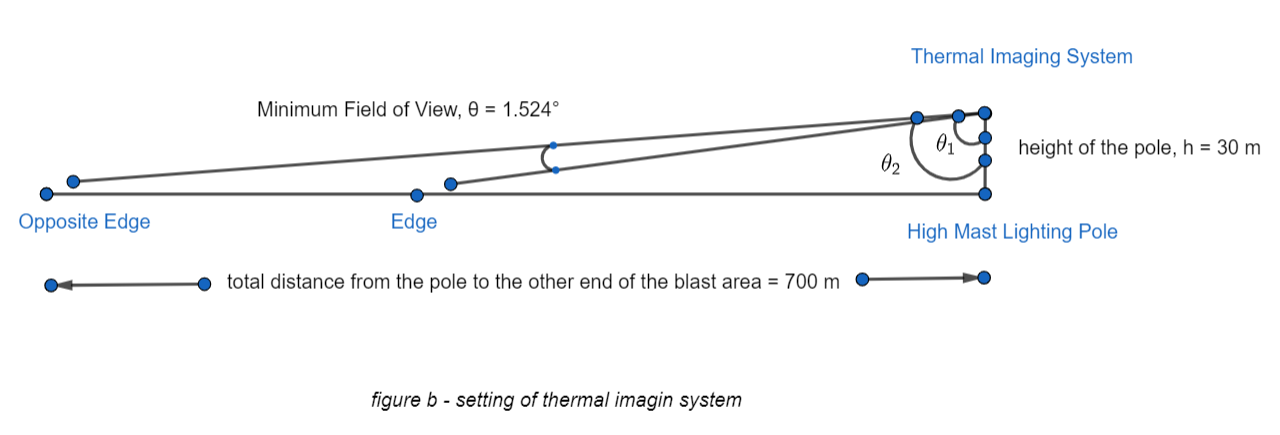 Thermal Imaging System
Minimum Field of View, θ = 1.524°
θ₁
height of the pole, h = 30 m
θ₂
Opposite Edge
Edge
High Mast Lighting Pole
total distance from the pole to the other end of the blast area = 700 m
figure b - setting of thermal imagin system